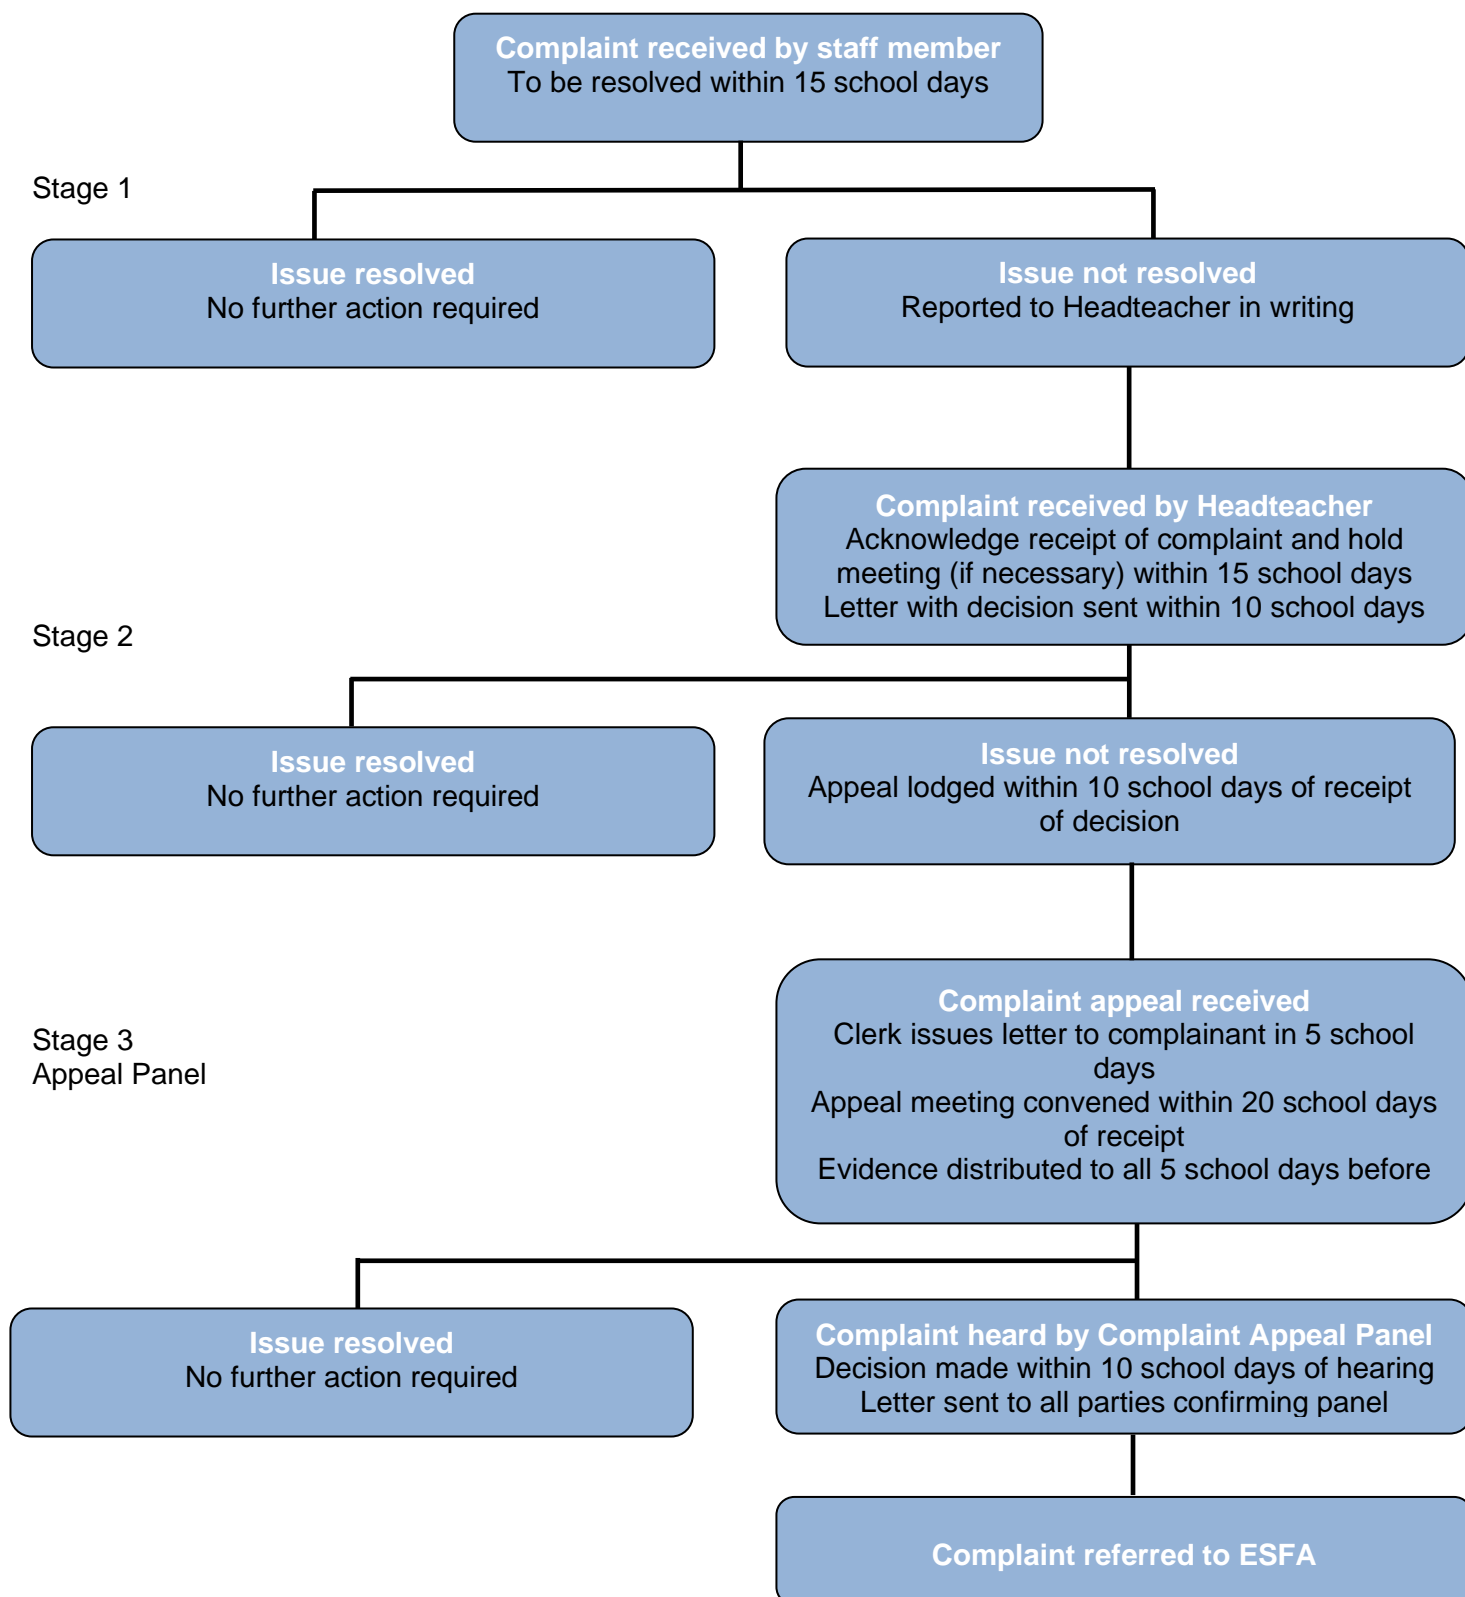 Complaint received by staff member
To be resolved within 15 school days
Stage 1
Issue resolved
No further action required
Issue not resolved
Reported to Headteacher in writing
Complaint received by Headteacher
Acknowledge receipt of complaint and hold
meeting (if necessary) within 15 school days
Letter with decision sent within 10 school days
Stage 2
Issue resolved
No further action required
Issue not resolved
Appeal lodged within 10 school days of receipt
of decision
Stage 3
Appeal Panel
Complaint appeal received
Clerk issues letter to complainant in 5 school
days
Appeal meeting convened within 20 school days
of receipt
Evidence distributed to all 5 school days before
Issue resolved
No further action required
Complaint heard by Complaint Appeal Panel
Decision made within 10 school days of hearing
Letter sent to all parties confirming panel
Complaint referred to ESFA